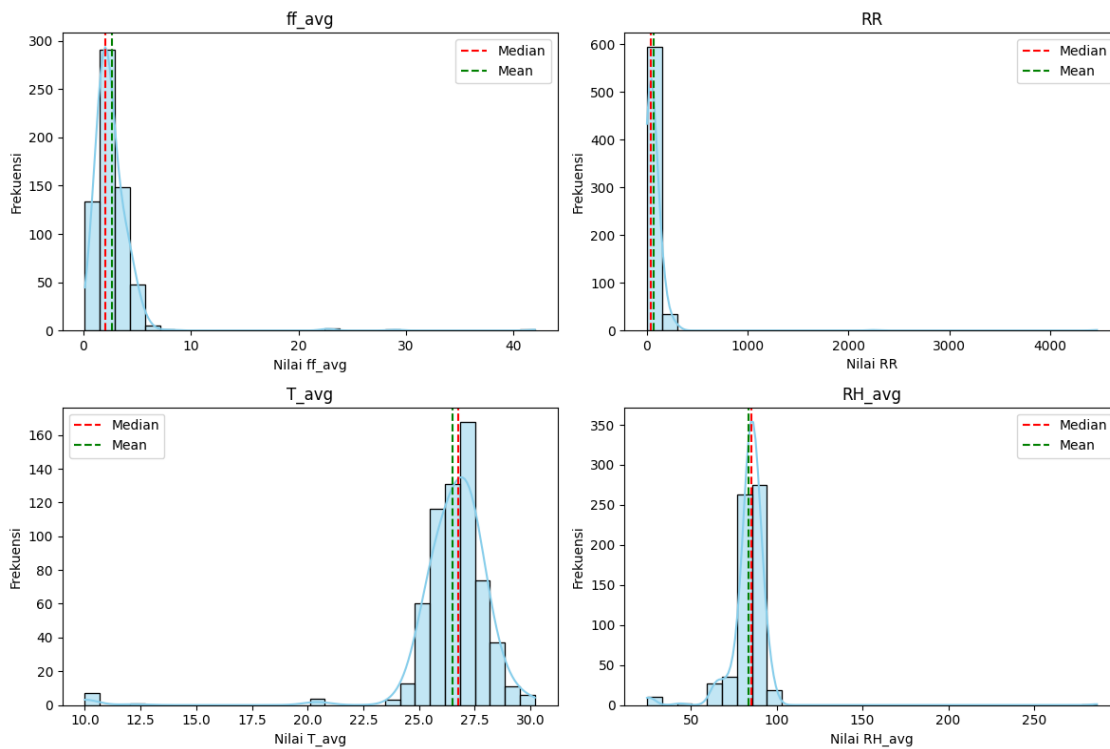 ff_avg
Frekuensi
300
250
200
150
100
50
0
Median
Mean
0 10 20 30 40
Nilai ff_avg
RR
Frekuensi
600
500
400
300
200
100
0
Median
Mean
0 1000 2000 3000 4000
Nilai RR
T_avg
Frekuensi
160
140
120
100
80
60
40
20
0
Median
Mean
10.0 12.5 15.0 17.5 20.0 22.5 25.0 27.5 30.0
Nilai T_avg
RH_avg
Frekuensi
350
300
250
200
150
100
50
0
Median
Mean
50 100 150 200 250
Nilai RH_avg